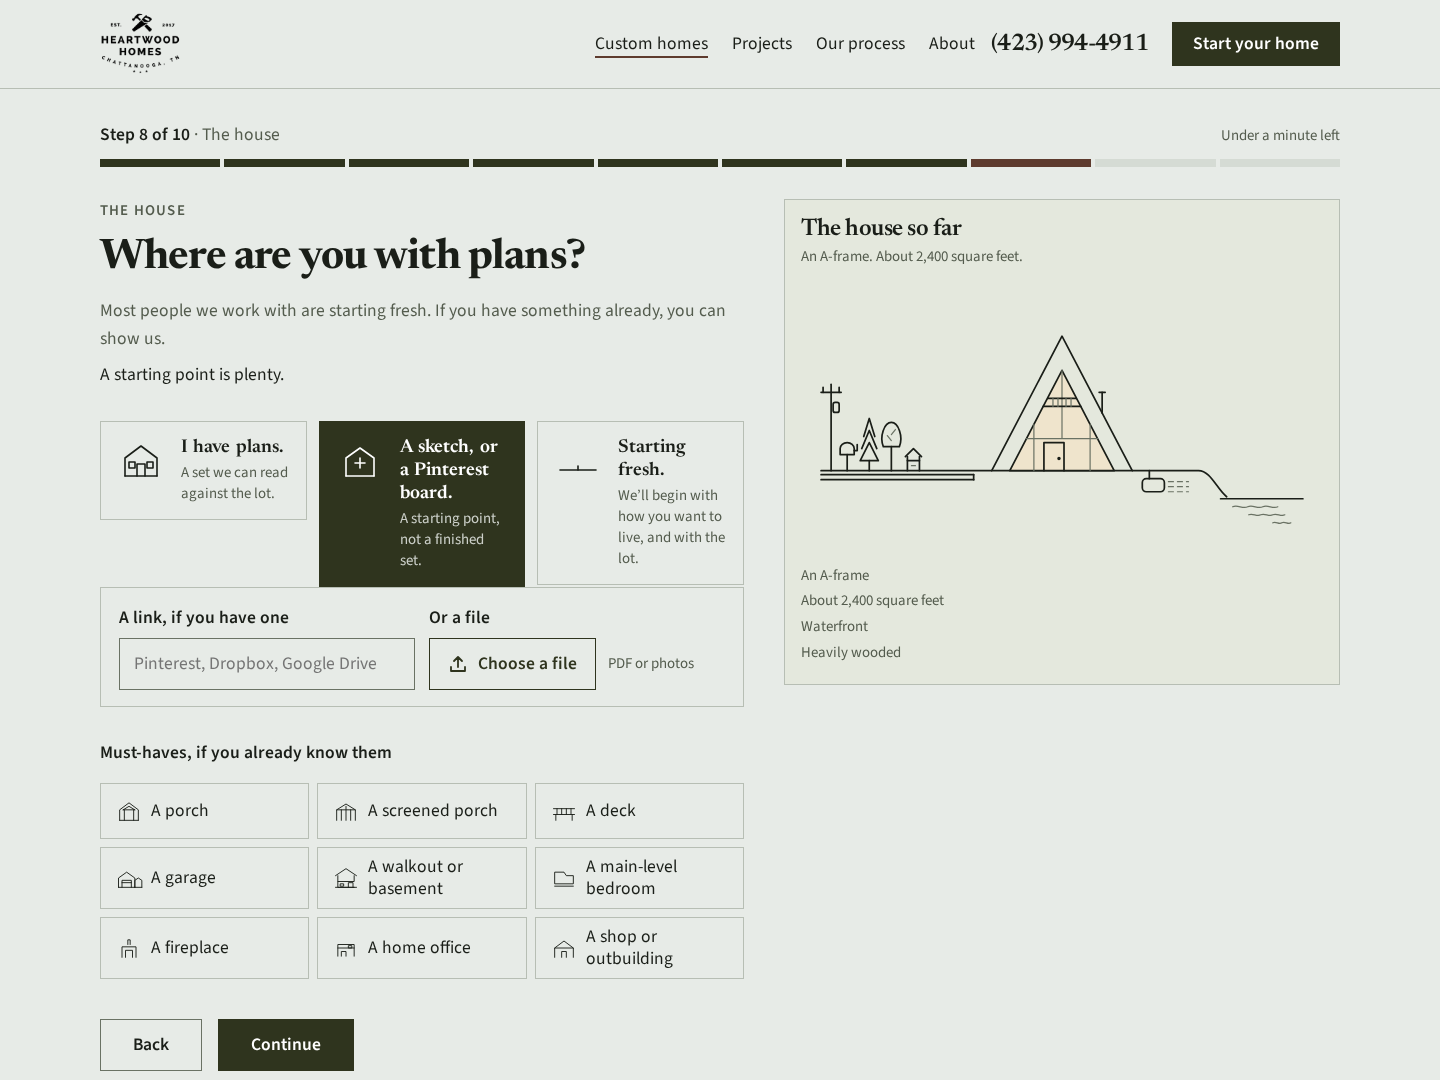 EST. 2017
HEARTWOOD
HOMES
CHATTANOOGA, TN
Custom homes
Projects
Our process
About
(423) 994-4911
Start your home
Step 8 of 10 · The house
Under a minute left
THE HOUSE
Where are you with plans?
Most people we work with are starting fresh. If you have something already, you can
show us.
A starting point is plenty.
I have plans.
A set we can read
against the lot.
A sketch, or
a Pinterest
board.
A starting point,
not a finished
set.
Starting
fresh.
We’ll begin with
how you want to
live, and with the
lot.
A link, if you have one
Pinterest, Dropbox, Google Drive
Or a file
Choose a file
PDF or photos
Must-haves, if you already know them
A porch
A screened porch
A deck
A garage
A walkout or
basement
A main-level
bedroom
A fireplace
A home office
A shop or
outbuilding
Back
Continue
The house so far
An A-frame. About 2,400 square feet.
An A-frame
About 2,400 square feet
Waterfront
Heavily wooded